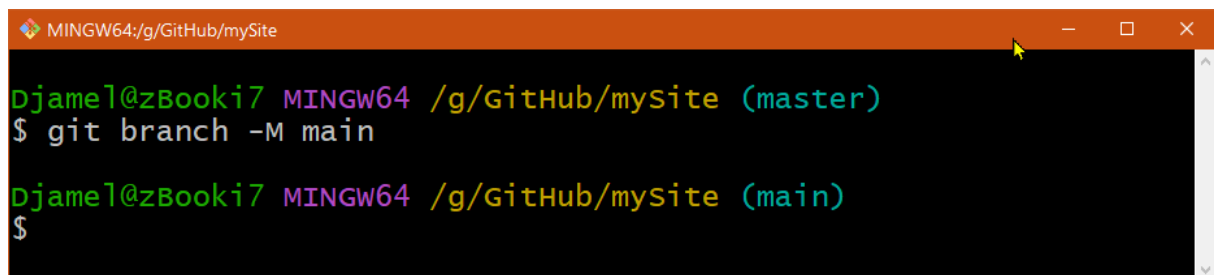 MINGW64:/g/GitHub/mySite
Djamel@zBooki7 MINGW64 /g/GitHub/mySite (master)
$ git branch -M main
Djamel@zBooki7 MINGW64 /g/GitHub/mySite (main)
$